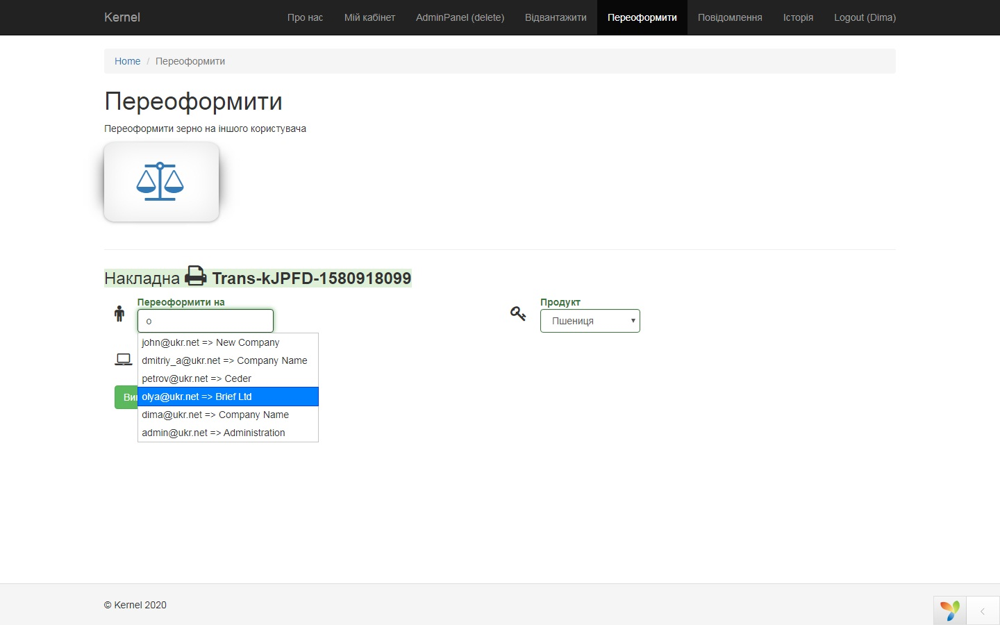 Kernel
Про нас
Мій кабінет
AdminPanel (delete)
Відвантажити
Переоформити
Повідомлення
Історія
Logout (Dima)
Home / Переоформити
Переоформити
Переоформити зерно на іншого користувача
Накладна Trans-kJPFD-1580918099
Переоформити на
о
Продукт
Пшениця
john@ukr.net => New Company
dmitriy_a@ukr.net => Company Name
petrov@ukr.net => Ceder
olya@ukr.net => Brief Ltd
dima@ukr.net => Company Name
admin@ukr.net => Administration
© Kernel 2020